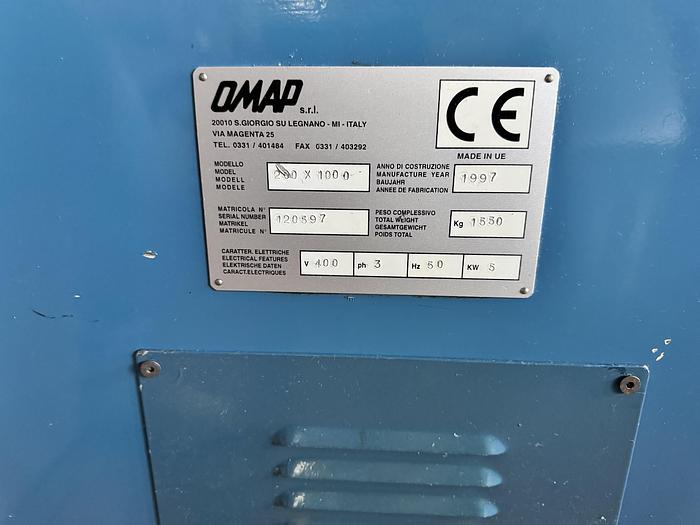 OMAP s.r.l.
20010 S.GIORGIO SU LEGNANO - MI - ITALY
VIA MAGENTA 25
TEL. 0331 / 401484 FAX 0331 / 403292
CE
MADE IN UE
MODELLO
MODEL
MODELL
MODELE
X 1000
ANNO DI COSTRUZIONE
MANUFACTURE YEAR
BAUJAHR
ANNEE DE FABRICATION
1997
MATRICOLA N°
SERIAL NUMBER
MATRIKEL
MATRICULE N°
120597
PESO COMPLESSIVO
TOTAL WEIGHT
GESAMTGEWICHT
POIDS TOTAL
Kg 1550
CARATTER. ELETTRICHE
ELECTRICAL FEATURES
ELEKTRISCHE DATEN
CARACT.ELECTRIQUES
V 400 ph 3 Hz 50 KW 5